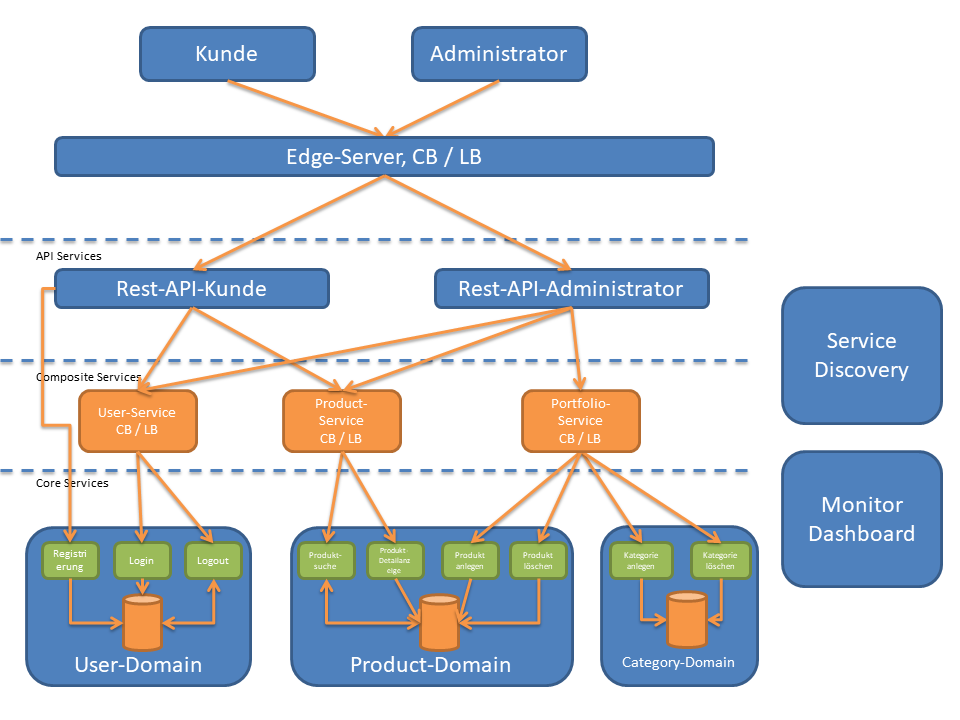 Kunde
Administrator
Edge-Server, CB / LB
API Services
Rest-API-Kunde
Rest-API-Administrator
Service
Discovery
Composite Services
User-Service
CB / LB
Product-
Service
CB / LB
Portfolio-
Service
CB / LB
Monitor
Dashboard
Core Services
Registri
erung
Login
Logout
Produkt-
suche
Produkt-
Detailanz
eige
Produkt
anlegen
Produkt
löschen
Kategorie
anlegen
Kategorie
löschen
User-Domain
Product-Domain
Category-Domain